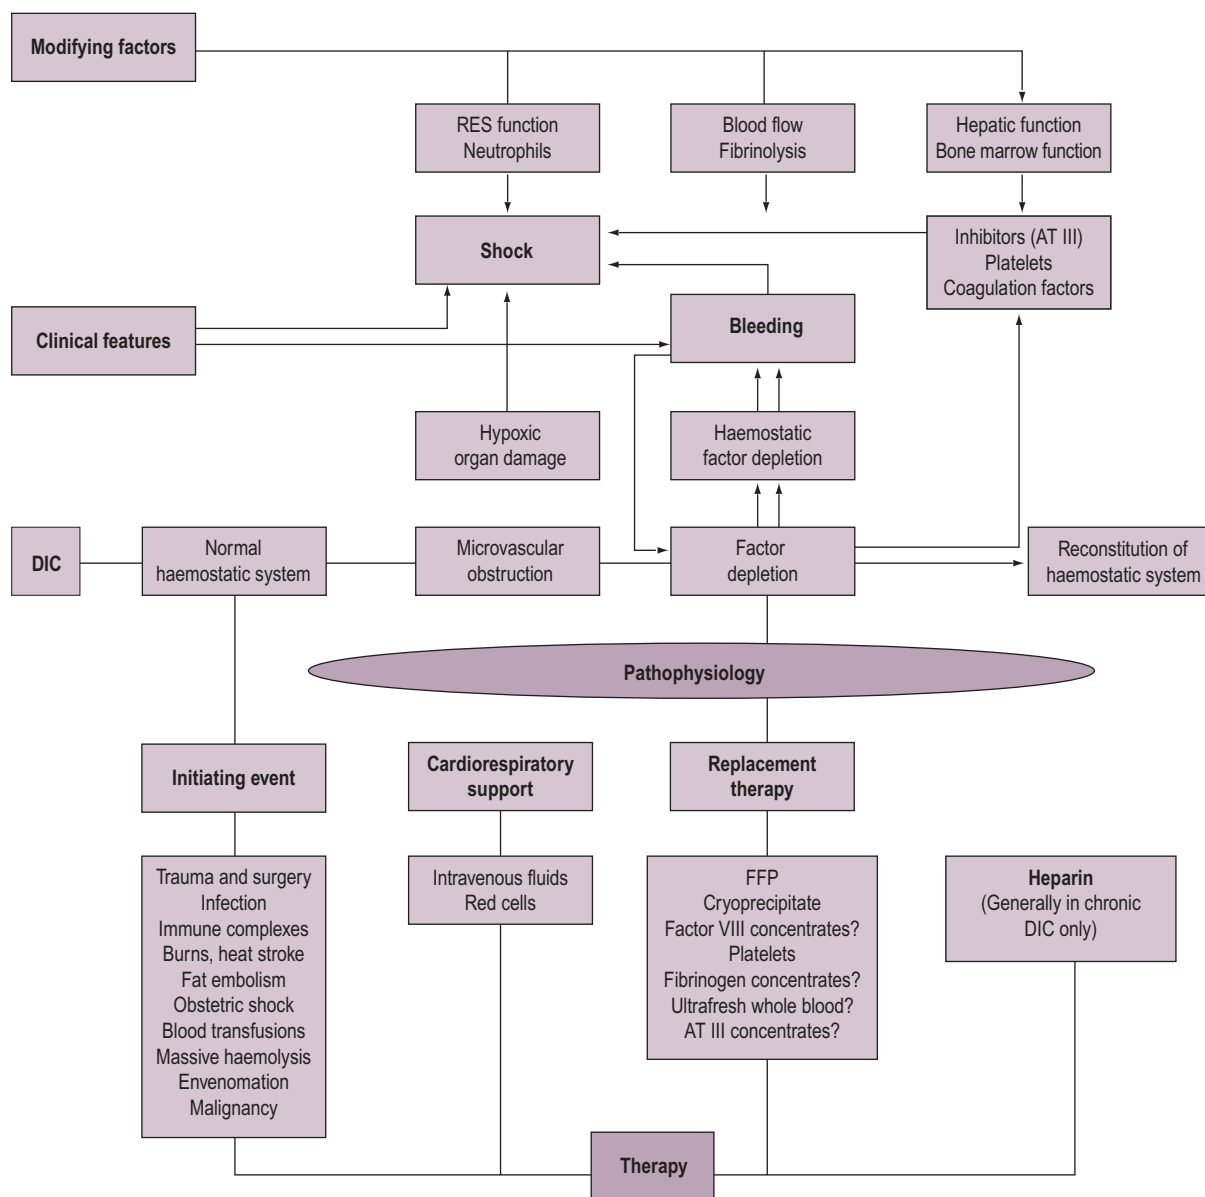 Modifying factors
RES function
Neutrophils
Blood flow
Fibrinolysis
Hepatic function
Bone marrow function
Shock
Inhibitors (AT III)
Platelets
Coagulation factors
Clinical features
Bleeding
Hypoxic
organ damage
Haemostatic
factor depletion
DIC
Normal
haemostatic system
Microvascular
obstruction
Factor
depletion
Reconstitution of
haemostatic system
Pathophysiology
Initiating event
Cardiorespiratory
support
Replacement
therapy
Trauma and surgery
Infection
Immune complexes
Burns, heat stroke
Fat embolism
Obstetric shock
Blood transfusions
Massive haemolysis
Envenomation
Malignancy
Intravenous fluids
Red cells
FFP
Cryoprecipitate
Factor VIII concentrates?
Platelets
Fibrinogen concentrates?
Ultrafresh whole blood?
AT III concentrates?
Heparin
(Generally in chronic
DIC only)
Therapy